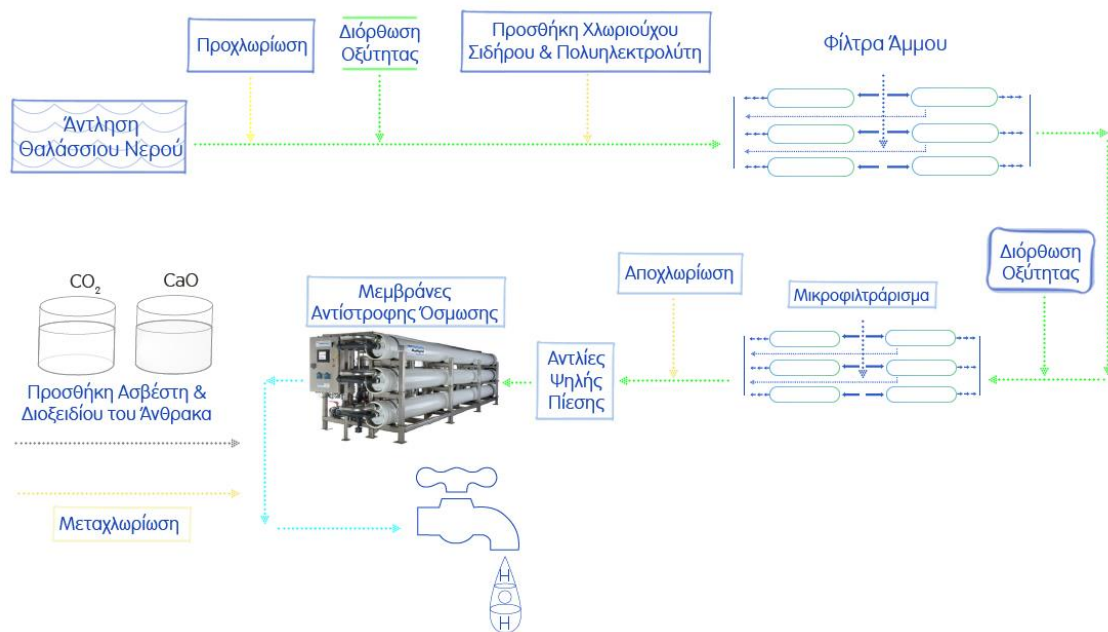 Προχλωρίωση
Διόρθωση
Οξύτητας
Προσθήκη Χλωριούχου
Σιδήρου & Πολυηλεκτρολύτη
Φίλτρα Άμμου
Άντληση
Θαλάσσιου Νερού
Διόρθωση
Οξύτητας
Αποχλωρίωση
Μικροφιλτράρισμα
Μεμβράνες
Αντίστροφης Όσμωσης
Αντλίες
Ψηλής
Πίεσης
CO2
CaO
Προσθήκη Ασβέστη &
Διοξειδίου του Άνθρακα
Μεταχλωρίωση
H
O
H